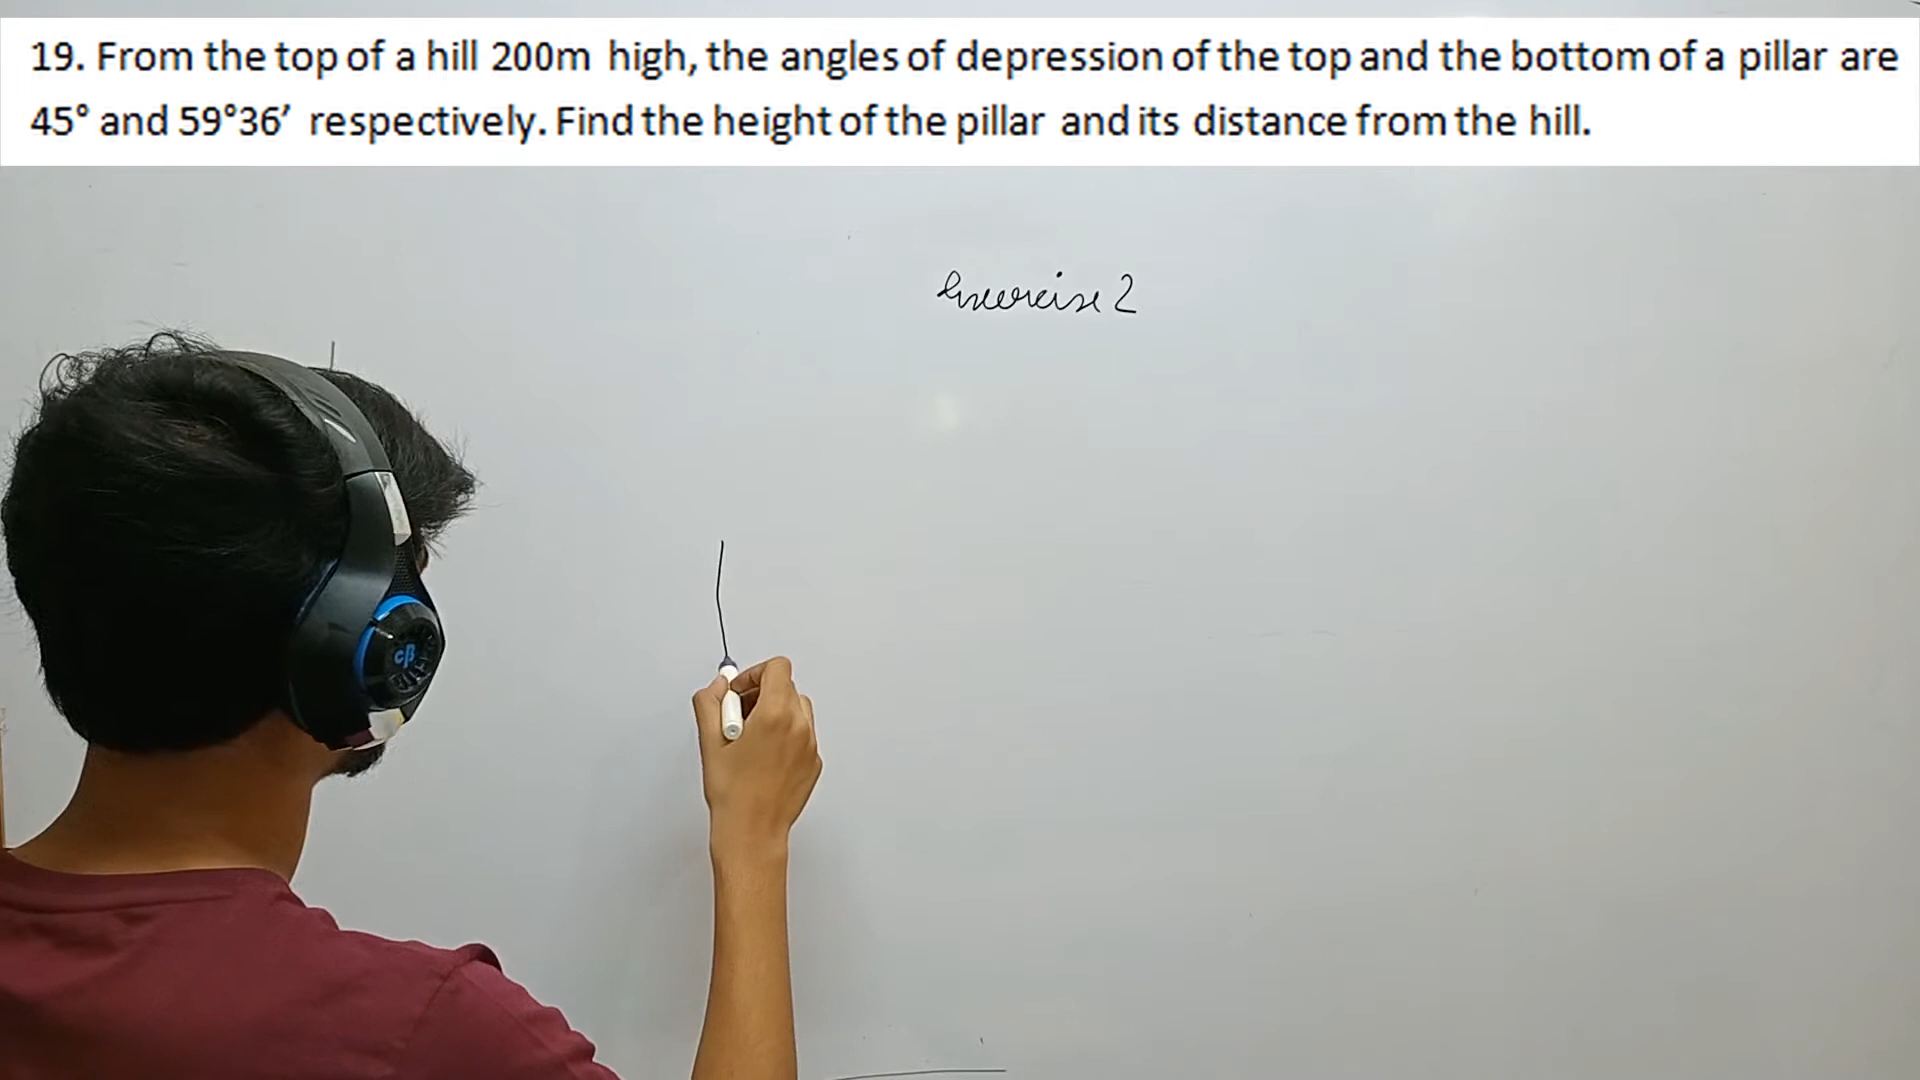 19. From the top of a hill 200m high, the angles of depression of the top and the bottom of a pillar are
45° and 59°36′ respectively. Find the height of the pillar and its distance from the hill.
Exercise 2
cβ